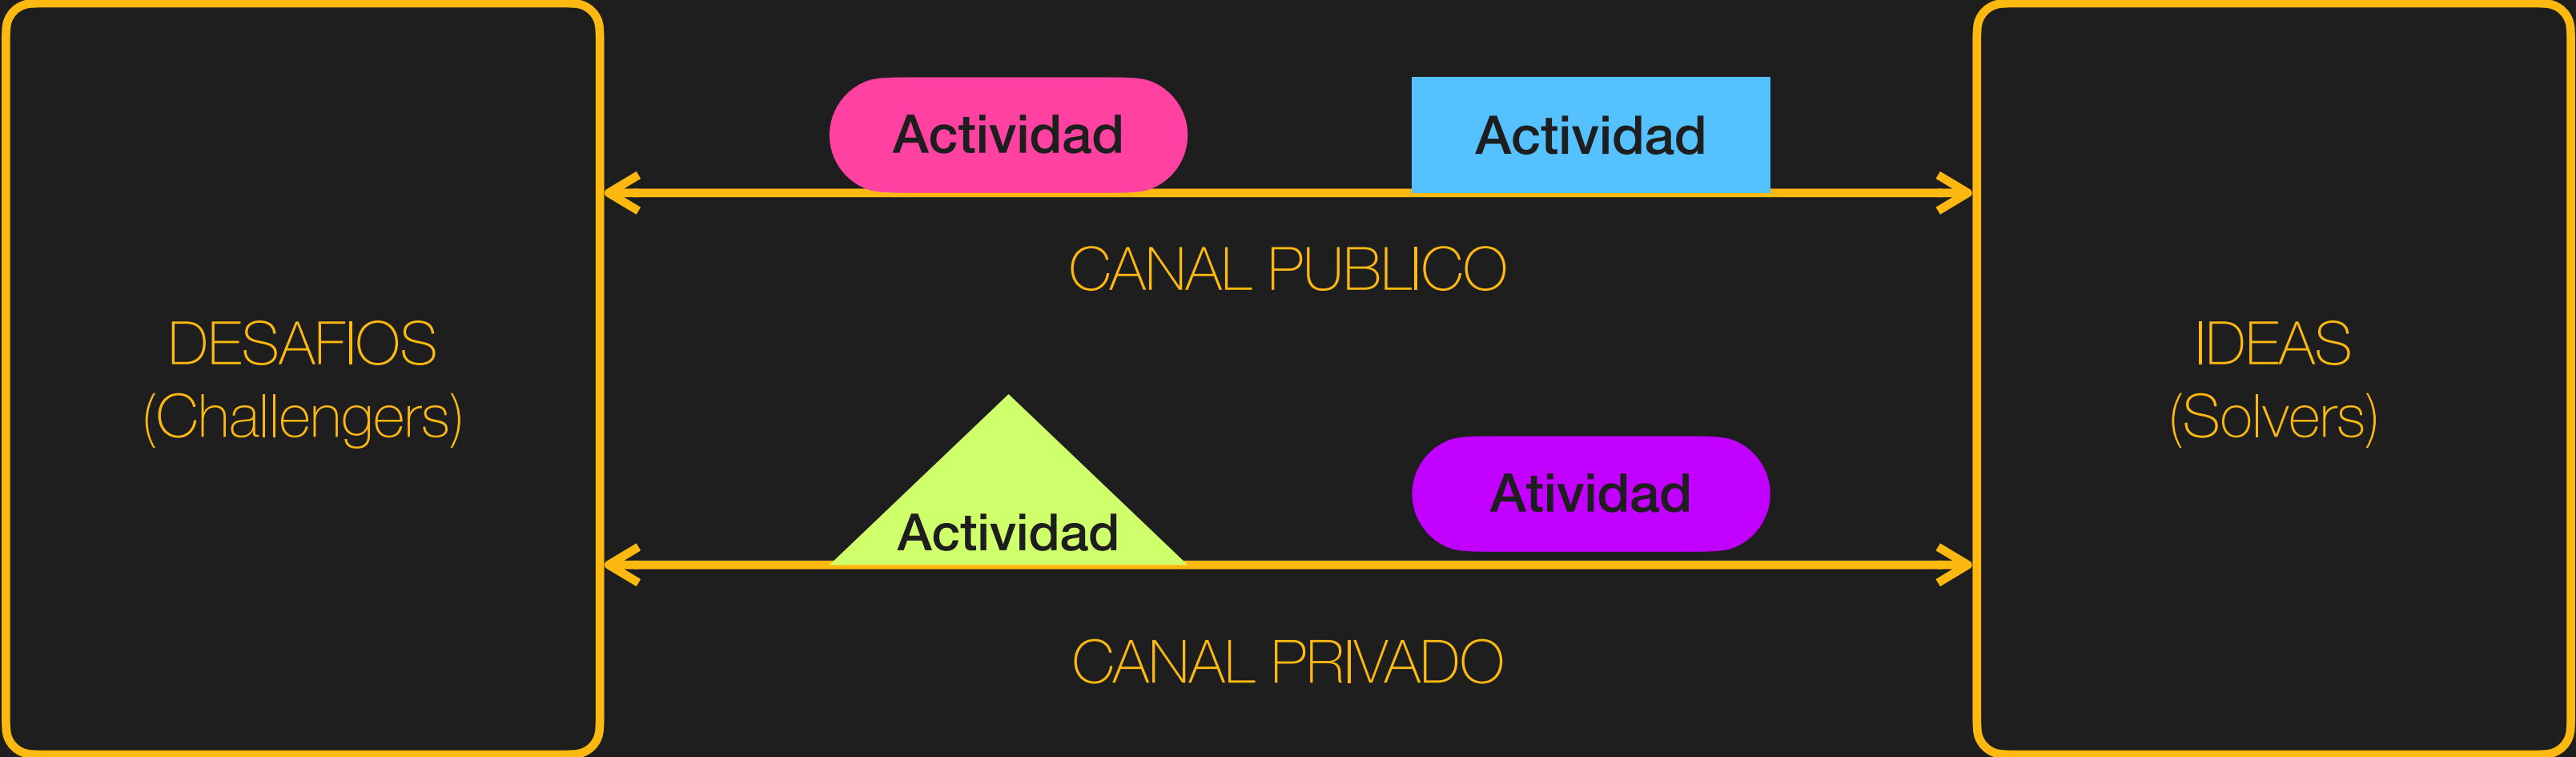 Actividad
Actividad
CANAL PUBLICO
DESAFIOS
(Challengers)
IDEAS
(Solvers)
Actividad
Atividad
CANAL PRIVADO